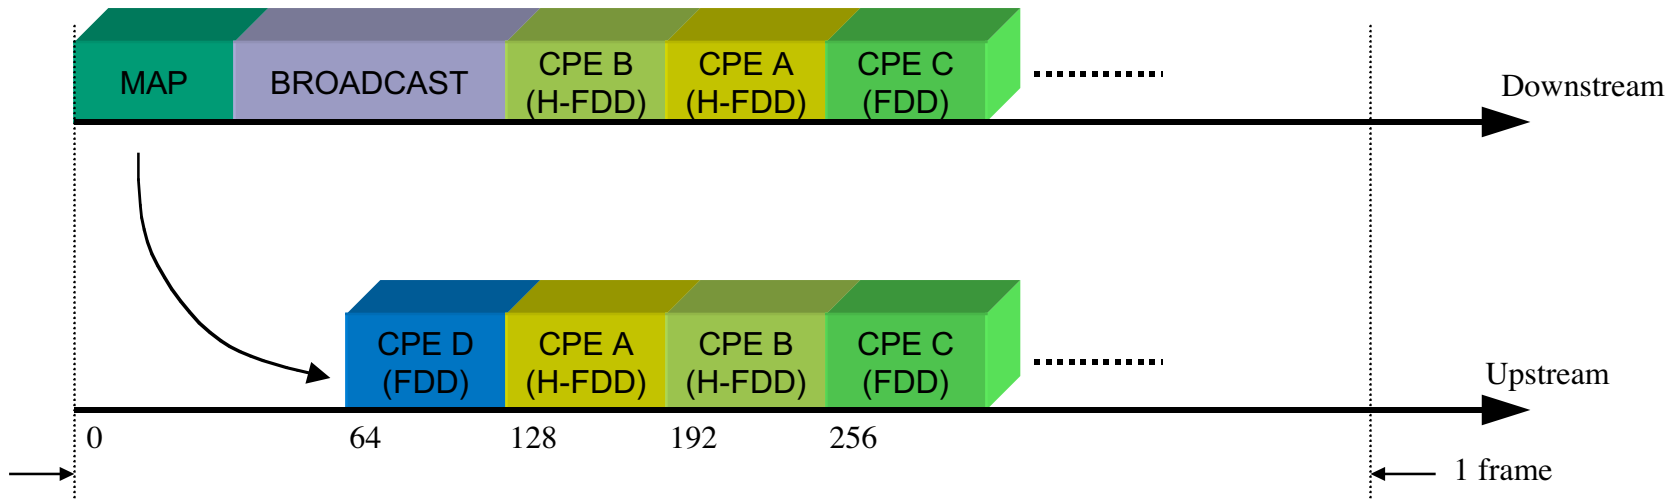 MAP
BROADCAST
CPE B
(H-FDD)
CPE A
(H-FDD)
CPE C
(FDD)
Downstream
CPE D
(FDD)
CPE A
(H-FDD)
CPE B
(H-FDD)
CPE C
(FDD)
Upstream
0
64
128
192
256
1 frame